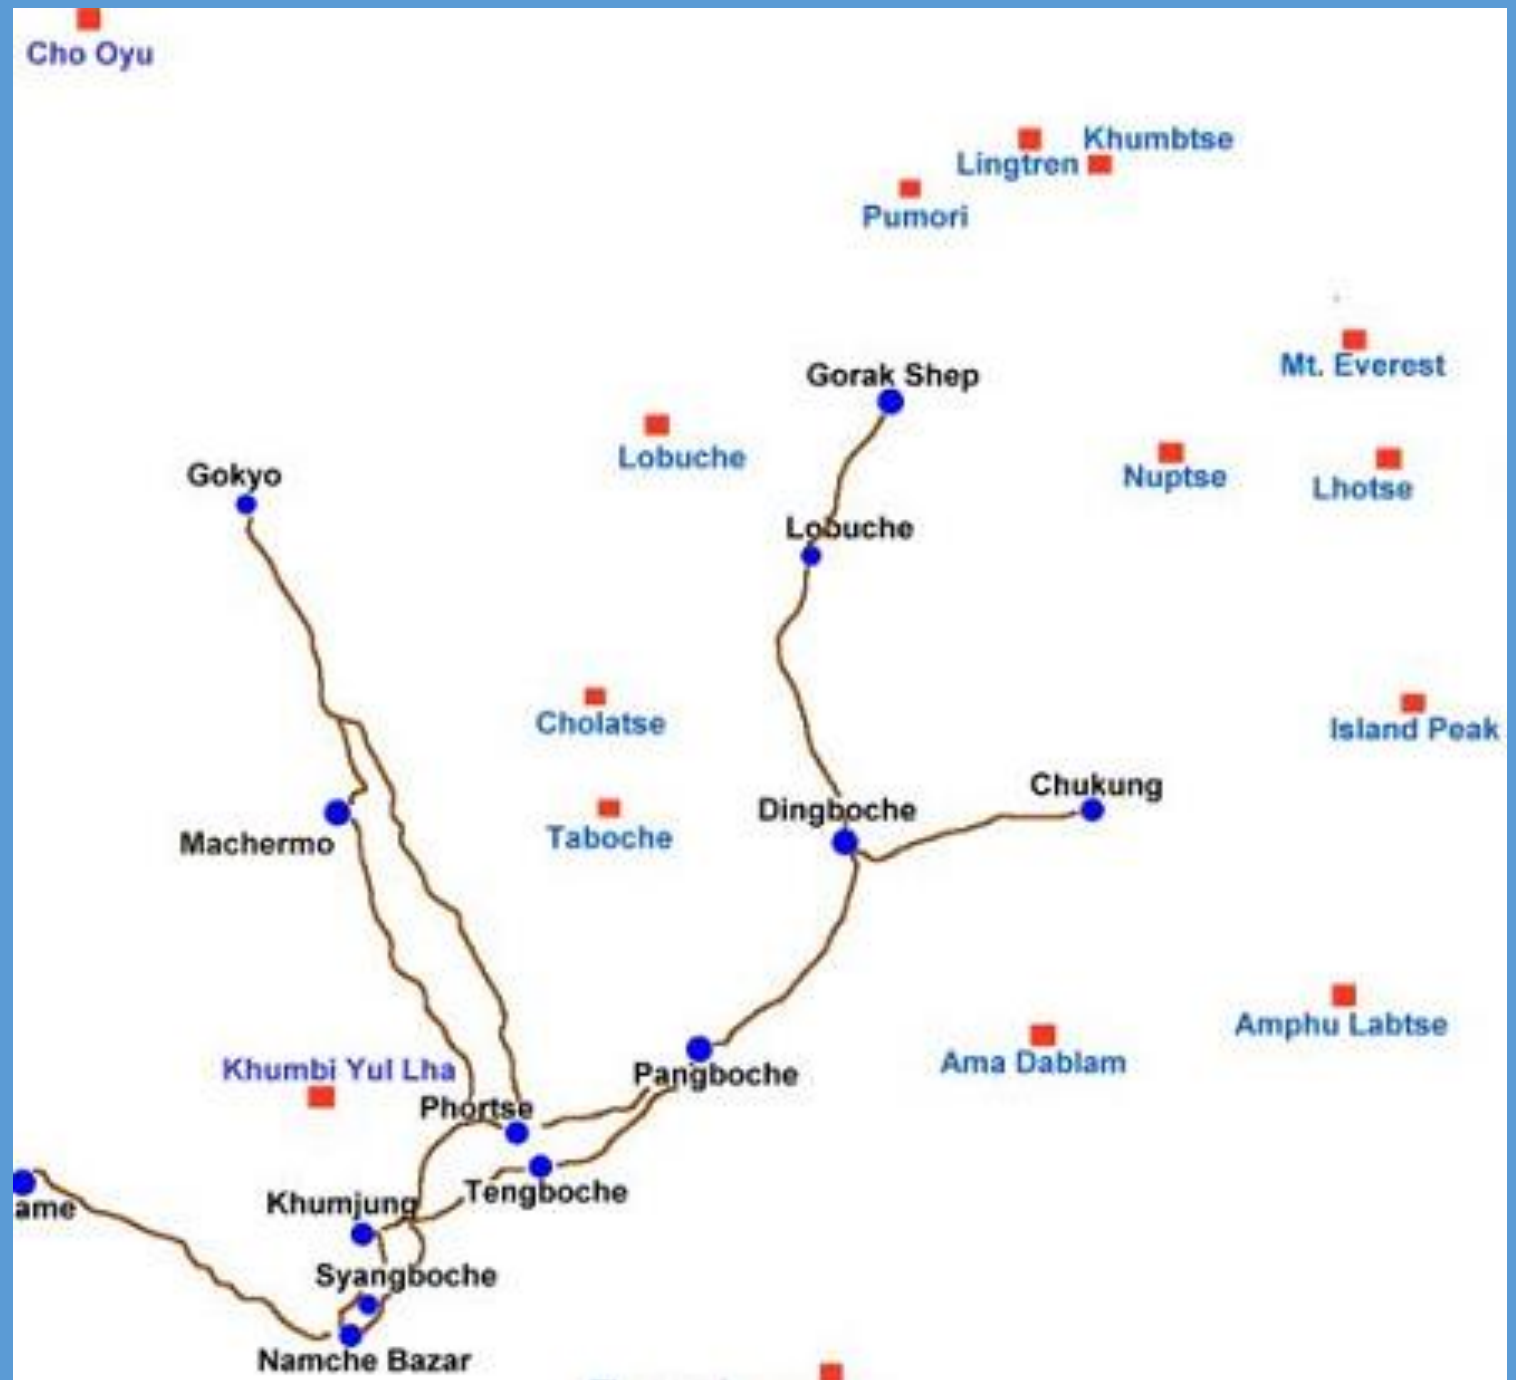 Cho Oyu
Khumbtse
Lingtren
Pumori
Mt. Everest
Gorak Shep
Lobuche
Nuptse
Lhotse
Gokyo
Lobuche
Cholatse
Island Peak
Chukung
Dingboche
Taboche
Machermo
Amphu Labtse
Ama Dablam
Khumbi Yul Lha
Pangboche
Phortse
Tengboche
Khumjung
ame
Syangboche
Namche Bazar